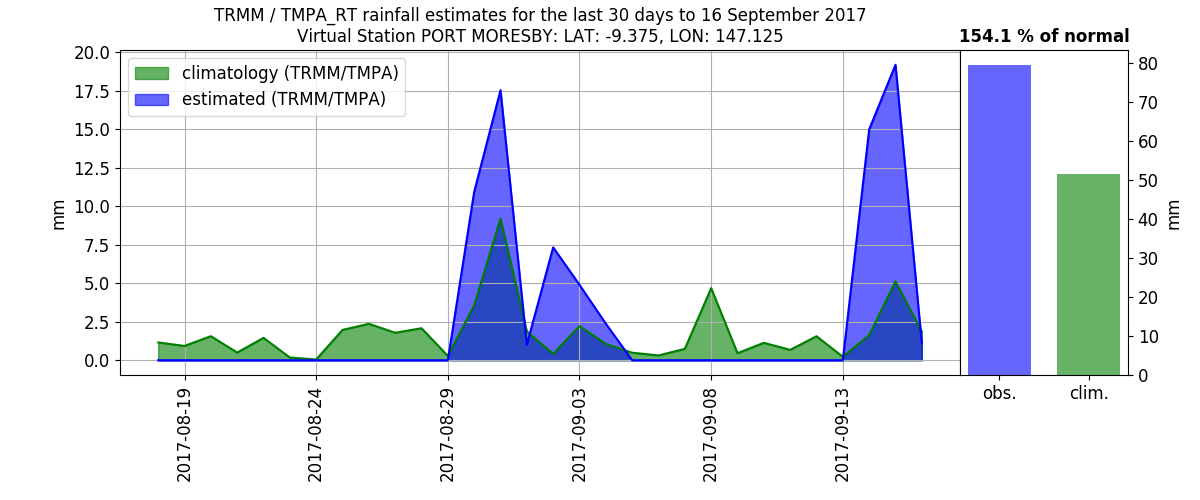 TRMM / TMPA_RT rainfall estimates for the last 30 days to 16 September 2017
Virtual Station PORT MORESBY: LAT: -9.375, LON: 147.125
154.1 % of normal
climatology (TRMM/TMPA)
estimated (TRMM/TMPA)
mm
20.0
17.5
15.0
12.5
10.0
7.5
5.0
2.5
0.0
2017-08-19
2017-08-24
2017-08-29
2017-09-03
2017-09-08
2017-09-13
80
70
60
50
40
30
20
10
0
mm
obs.
clim.